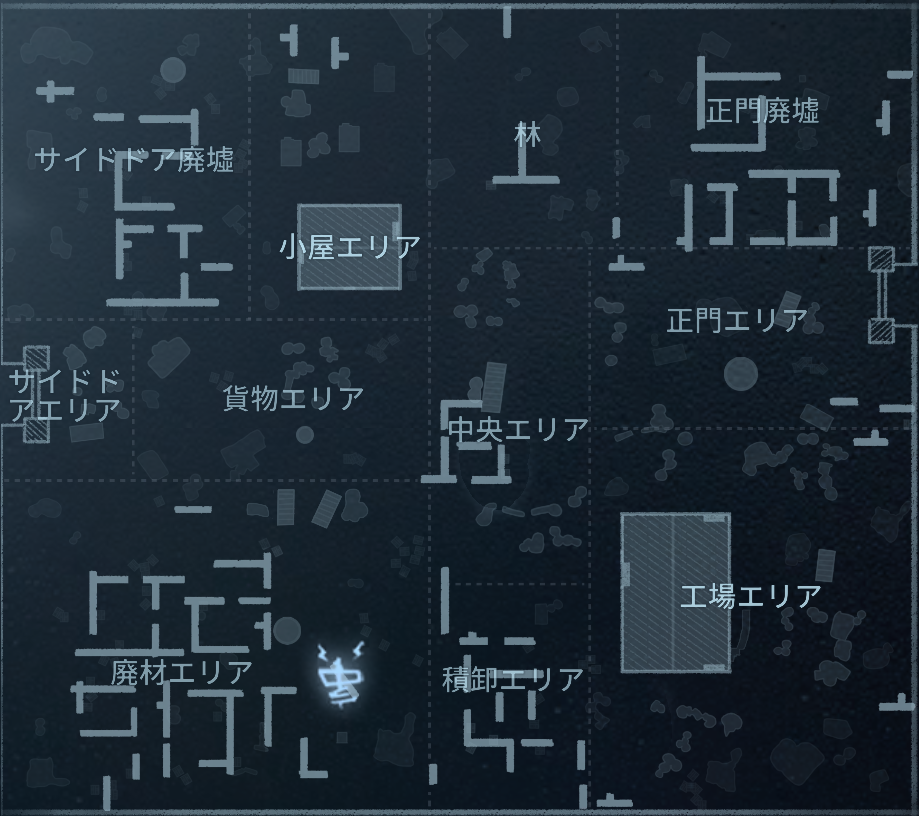 正門廃墟
林
サイドドア廃墟
小屋エリア
正門エリア
サイドド
アエリア
貨物エリア
中央エリア
工場エリア
廃材エリア
積卸エリア